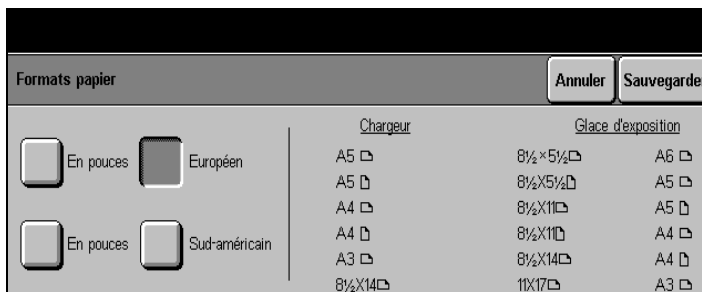 Formats papier
Annuler
Sauvegarde
En pouces
Européen
En pouces
Sud-américain
Chargeur
A5
A5
A4
A4
A3
8½X14
Glace d'exposition
8½×5½ A6
8½X5½ A5
8½X11 A5
8½X11 A4
8½X14 A4
11X17 A3